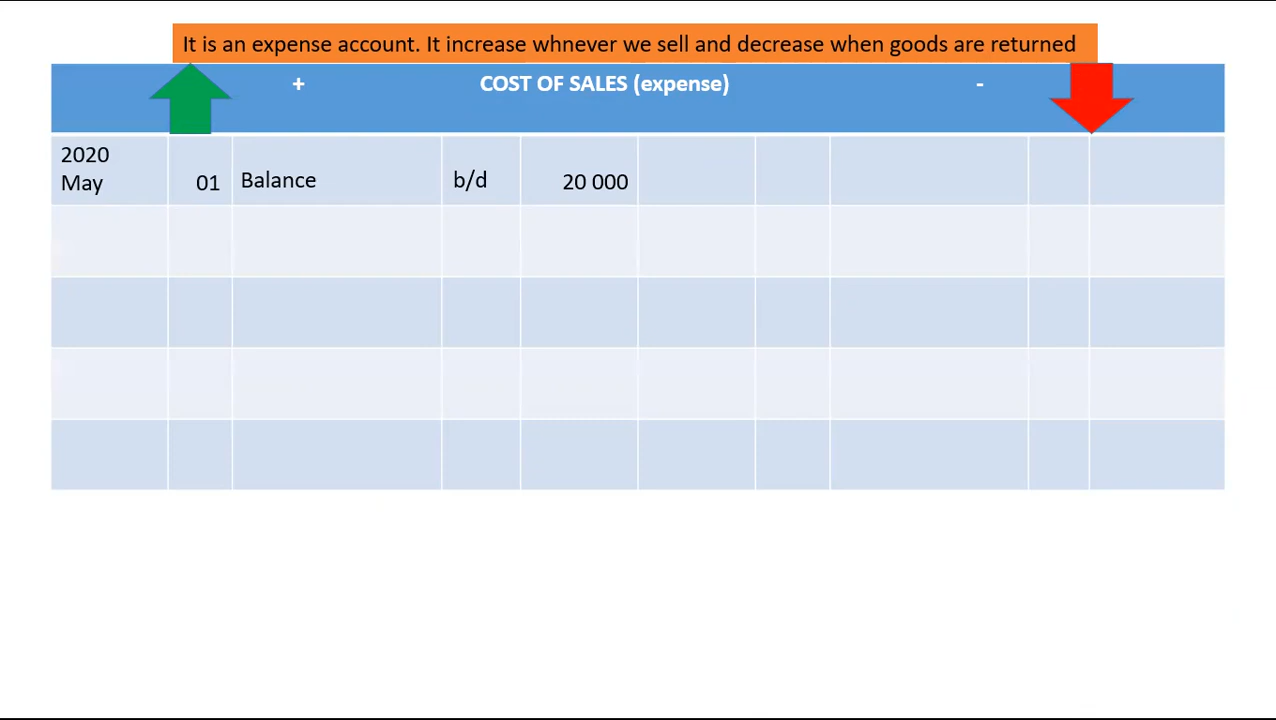 It is an expense account. It increase whnever we sell and decrease when goods are returned
+ COST OF SALES (expense) -
2020
May 01 Balance b/d 20 000